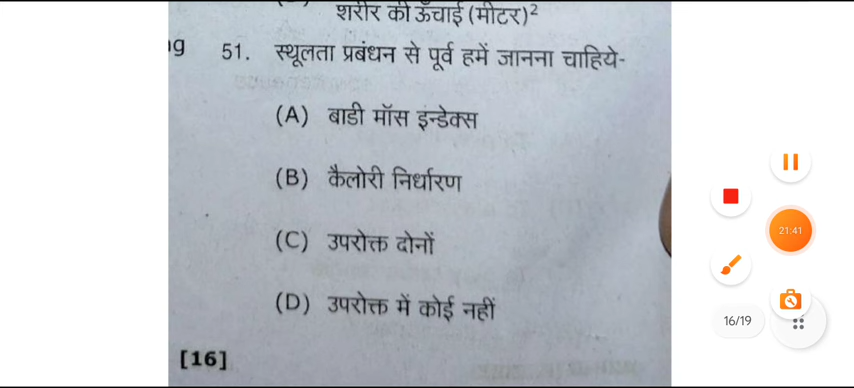 शरीर की ऊँचाई (मीटर)²
51. स्थूलता प्रबंधन से पूर्व हमें जानना चाहिये-
(A) बाडी मॉस इन्डेक्स
(B) कैलोरी निर्धारण
(C) उपरोक्त दोनों
(D) उपरोक्त में कोई नहीं
[16]
21:41
16/19